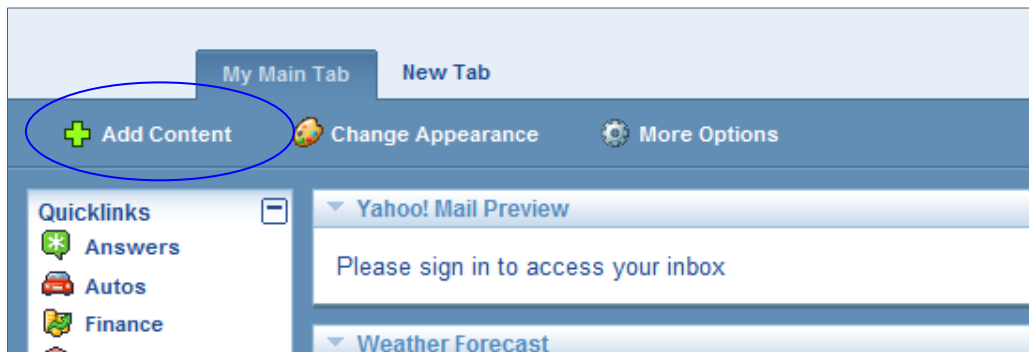 My Main Tab New Tab
Add Content Change Appearance More Options
Quicklinks
Answers
Autos
Finance
Yahoo! Mail Preview
Please sign in to access your inbox
Weather Forecast